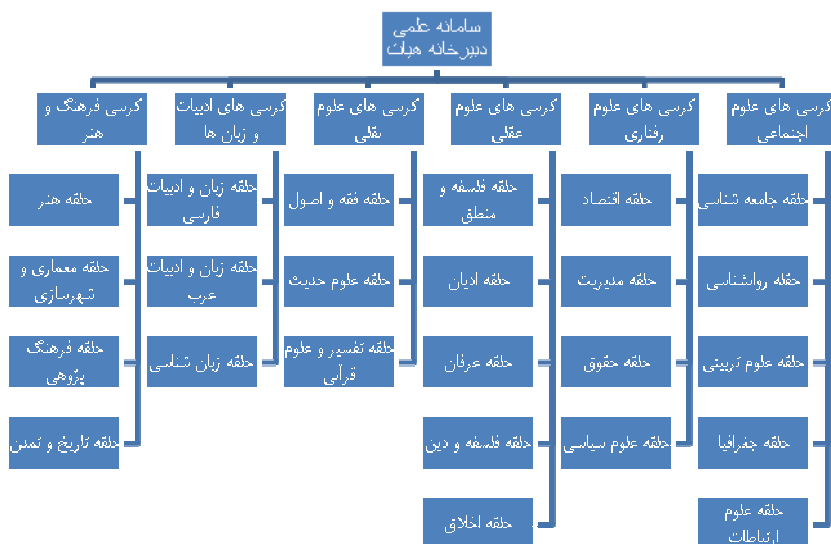 سامانه علمی
دبیرخانه هیات
کرسی های علوم
اجتماعی
کرسی های علوم
رفتاری
کرسی های علوم
عقلی
کرسی های علوم
نقلی
کرسی های ادبیات
و زبان ها
کرسی فرهنگ و
هنر
حلقه جامعه شناسی
حقله رواشناسی
حلقه علوم تربیتی
حلقه جغرافیا
حلقه علوم
ارتباطات
حلقه اقتصاد
حلقه مدیریت
حلقه حقوق
حلقه علوم سیاسی
حلقه فلسفه و
منطق
حلقه ادیان
حلقه عرفان
حلقه فلسفه و دین
حلقه اخلاق
حلقه فقه و اصول
حلقه علوم حدیث
حلقه تفسیر و علوم
قرآنی
حلقه زبان و ادبیات
فارسی
حلقه زبان و ادبیات
عرب
حلقه زبان شناسی
حلقه هنر
حلقه معماری و
شهرسازی
حلقه فرهنگ
پژوهی
حلقه تاریخ و تمدن